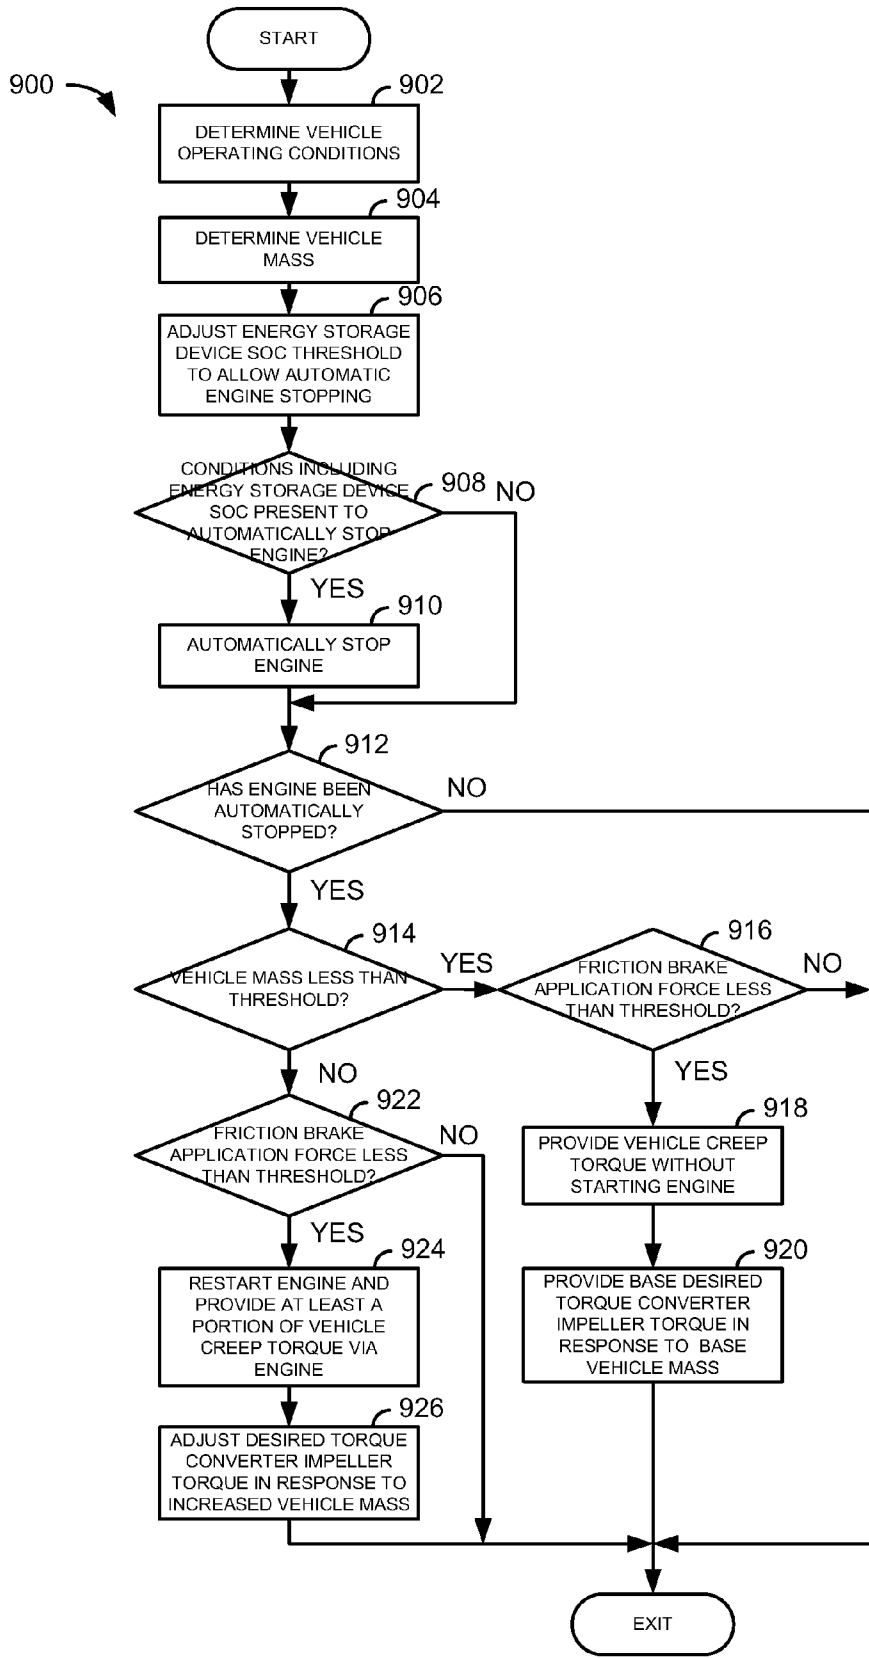 START
900
902
DETERMINE VEHICLE
OPERATING CONDITIONS
904
DETERMINE VEHICLE
MASS
906
ADJUST ENERGY STORAGE
DEVICE SOC THRESHOLD
TO ALLOW AUTOMATIC
ENGINE STOPPING
CONDITIONS INCLUDING
ENERGY STORAGE DEVICE
SOC PRESENT TO
AUTOMATICALLY STOP
ENGINE?
908
NO
YES
910
AUTOMATICALLY STOP
ENGINE
912
HAS ENGINE BEEN
AUTOMATICALLY
STOPPED?
NO
YES
914
VEHICLE MASS LESS THAN
THRESHOLD?
YES
916
FRICTION BRAKE
APPLICATION FORCE LESS
THAN THRESHOLD?
NO
YES
918
PROVIDE VEHICLE CREEP
TORQUE WITHOUT
STARTING ENGINE
920
PROVIDE BASE DESIRED
TORQUE CONVERTER
IMPELLER TORQUE IN
RESPONSE TO BASE
VEHICLE MASS
NO
922
FRICTION BRAKE
APPLICATION FORCE LESS
THAN THRESHOLD?
NO
YES
924
RESTART ENGINE AND
PROVIDE AT LEAST A
PORTION OF VEHICLE
CREEP TORQUE VIA
ENGINE
926
ADJUST DESIRED TORQUE
CONVERTER IMPELLER
TORQUE IN RESPONSE TO
INCREASED VEHICLE MASS
EXIT